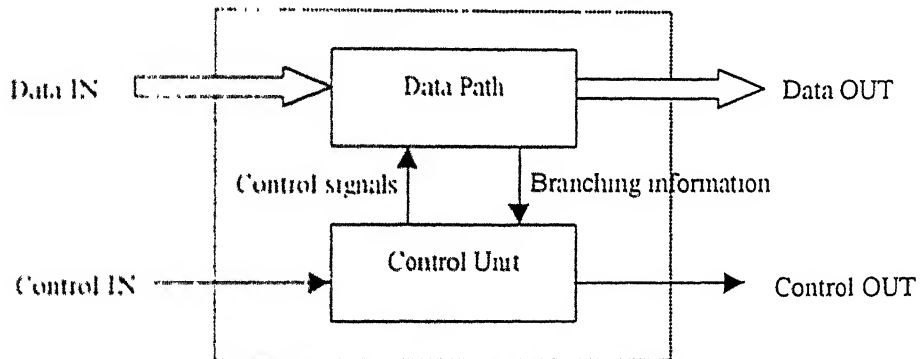 Data IN
Data Path
Data OUT
Control signals
Branching information
Control IN
Control Unit
Control OUT